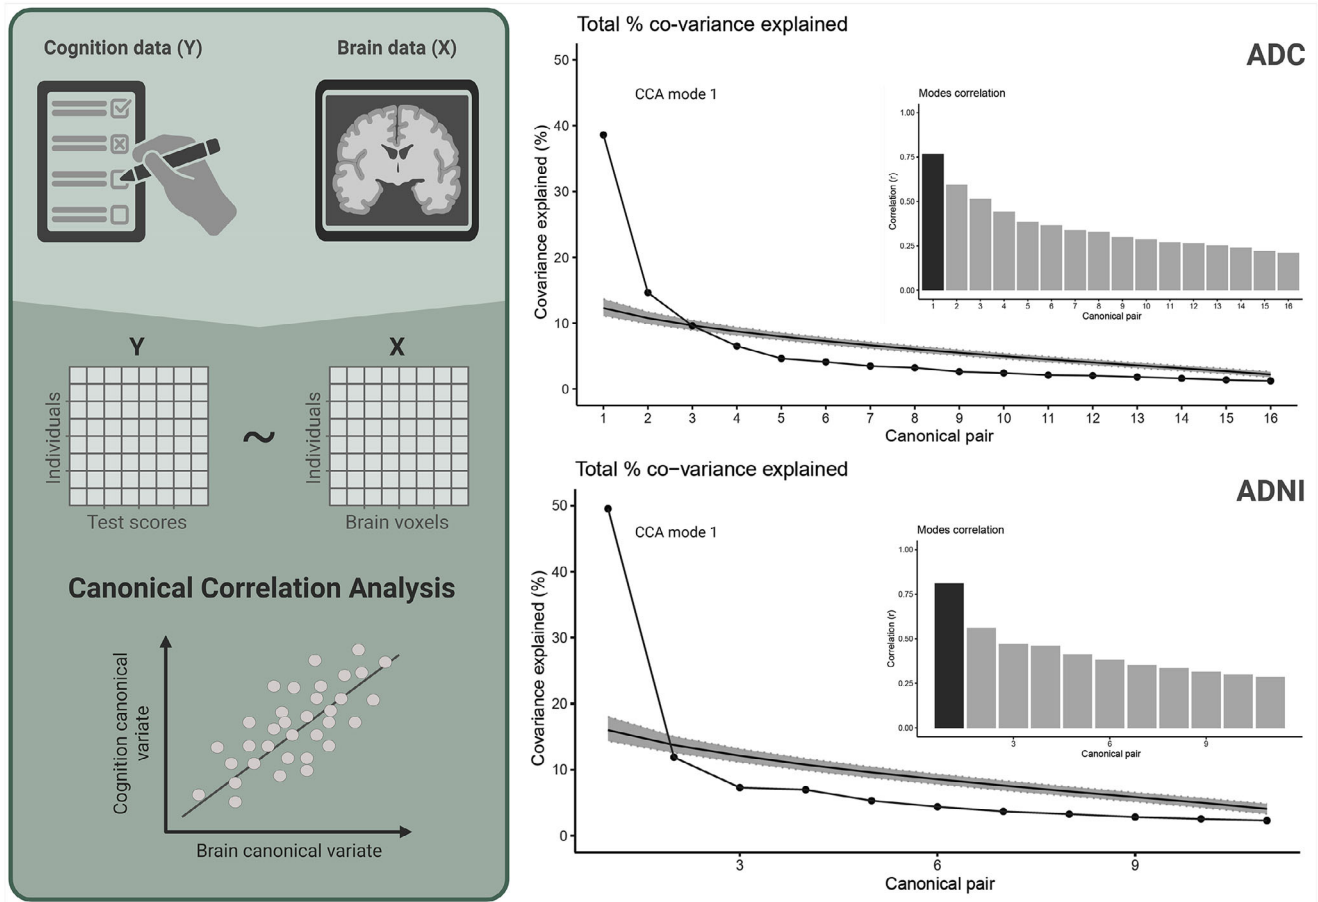 Cognition data (Y)
Brain data (X)
Y
X
Individuals
Individuals
~
Test scores
Brain voxels
Canonical Correlation Analysis
Cognition canonical
variate
Brain canonical variate
Total % co-variance explained
ADC
CCA mode 1
Covariance explained (%)
50
40
30
20
10
0
1 2 3 4 5 6 7 8 9 10 11 12 13 14 15 16
Canonical pair
Modes correlation
Correlation (r)
1.00
0.75
0.50
0.25
0.00
1 2 3 4 5 6 7 8 9 10 11 12 13 14 15 16
Canonical pair
Total % co−variance explained
ADNI
CCA mode 1
Covariance explained (%)
50
40
30
20
10
0
3 6 9
Canonical pair
Modes correlation
Correlation (r)
1.00
0.75
0.50
0.25
0.00
3 6 9
Canonical pair